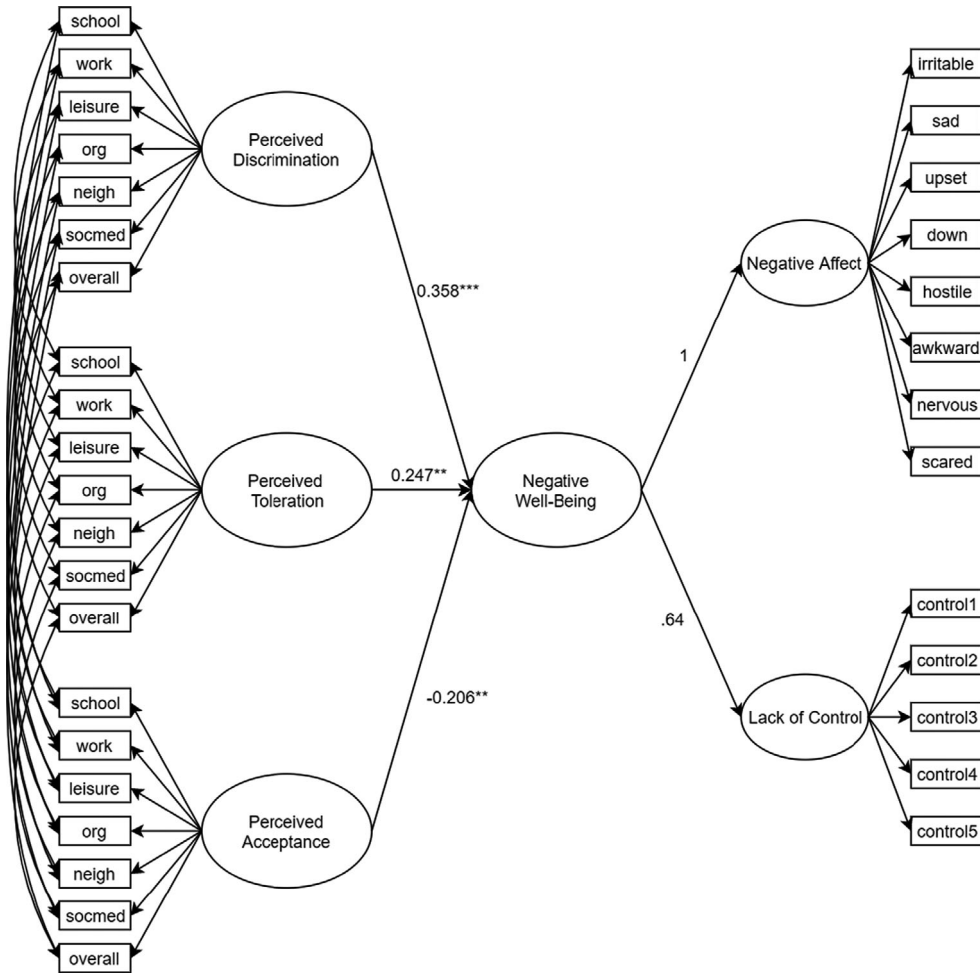 school
work
leisure
org
neigh
socmed
overall
Perceived
Discrimination
0.358***
school
work
leisure
org
neigh
socmed
overall
Perceived
Toleration
0.247**
school
work
leisure
org
neigh
socmed
overall
Perceived
Acceptance
-0.206**
Negative
Well-Being
1
.64
Negative Affect
irritable
sad
upset
down
hostile
awkward
nervous
scared
Lack of Control
control1
control2
control3
control4
control5